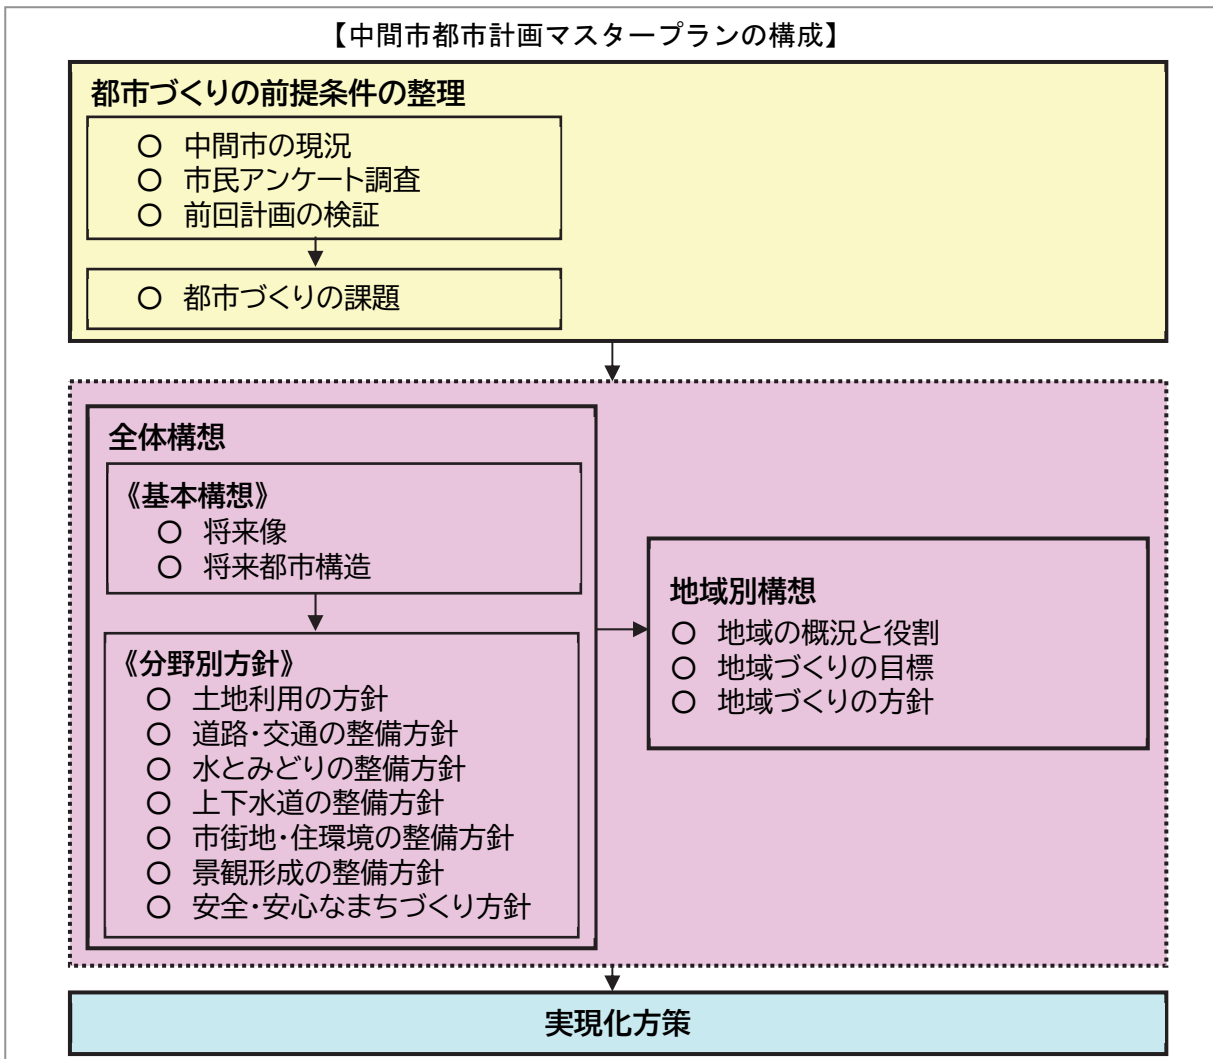 【中間市都市計画マスタープランの構成】
都市づくりの前提条件の整理
○ 中間市の現況
○ 市民アンケート調査
○ 前回計画の検証
○ 都市づくりの課題
全体構想
《基本構想》
○ 将来像
○ 将来都市構造
《分野別方針》
○ 土地利用の方針
○ 道路・交通の整備方針
○ 水とみどりの整備方針
○ 上下水道の整備方針
○ 市街地・住環境の整備方針
○ 景観形成の整備方針
○ 安全・安心なまちづくり方針
地域別構想
○ 地域の概況と役割
○ 地域づくりの目標
○ 地域づくりの方針
実現化方策